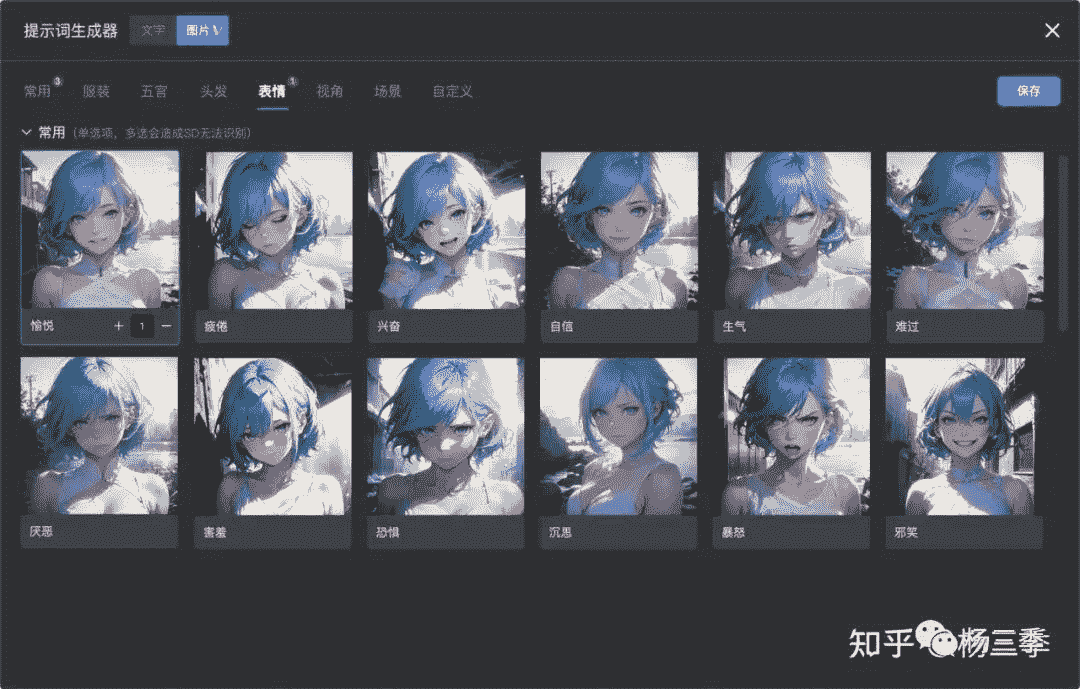 提示词生成器 文字 图片 V
常用 3 服装 五官 头发 表情 1 视角 场景 自定义 保存
常用 (单选项，多选会造成SD无法识别)
愉悦 + 1 − 疲倦 兴奋 自信 生气 难过
厌恶 害羞 恐惧 沉思 暴怒 邪笑
知乎 杨三季